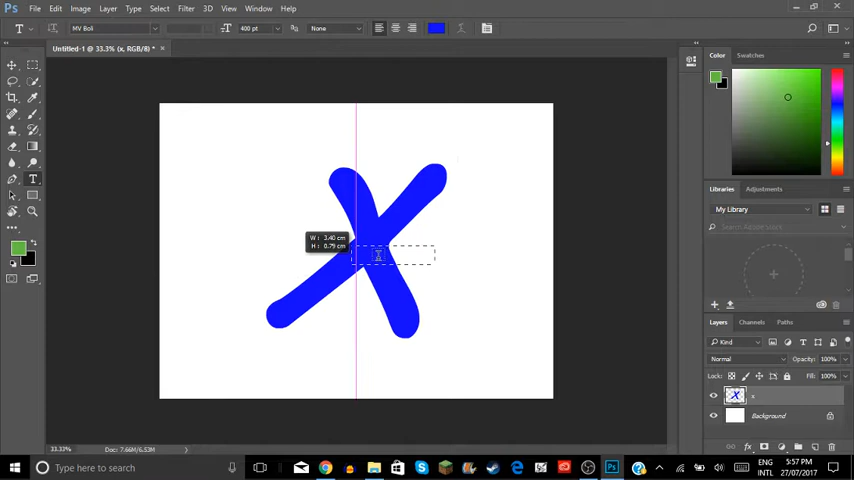 Ps File Edit Image Layer Type Select Filter 3D View Window Help
T MV Boli 400 pt None
Untitled-1 @ 33.3% (x, RGB/8) *
Color Swatches
x
W: 3.40 cm
H: 0.79 cm
Libraries Adjustments
My Library
Search Adobe Stock
Layers Channels Paths
Kind
Normal Opacity: 100%
Lock: Fill: 100%
x
Background
33.33% Doc: 7.66M/6.53M
Type here to search
ENG 5:57 PM
INTL 27/07/2017